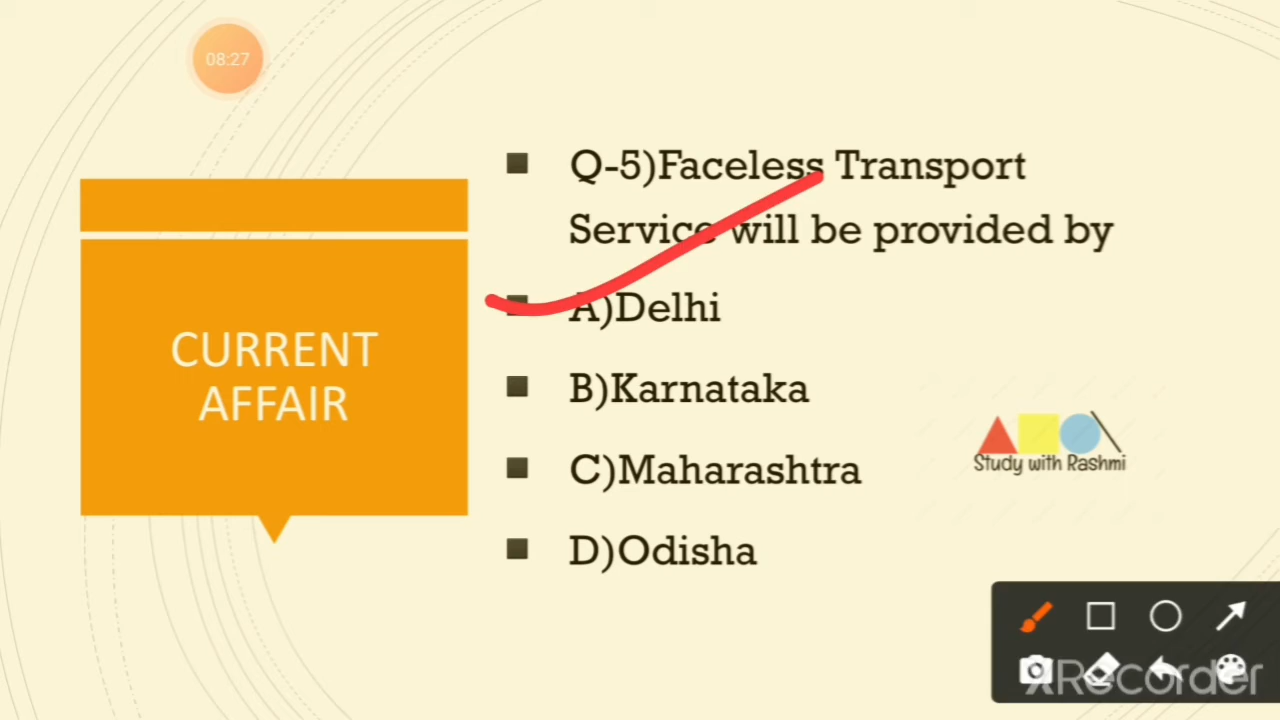 08:27
Q-5)Faceless Transport
Service will be provided by
A)Delhi
CURRENT
AFFAIR
B)Karnataka
C)Maharashtra
D)Odisha
Study with Rashmi
XRecorder